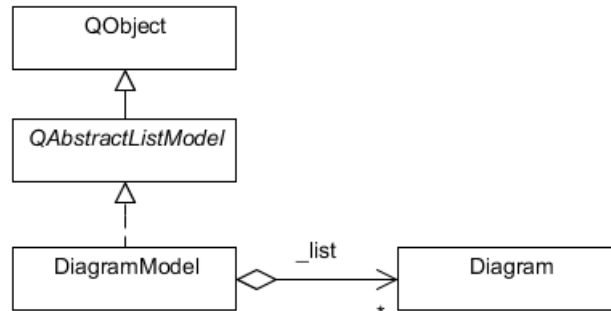 QObject
QAbstractListModel
_list
DiagramModel
Diagram
*